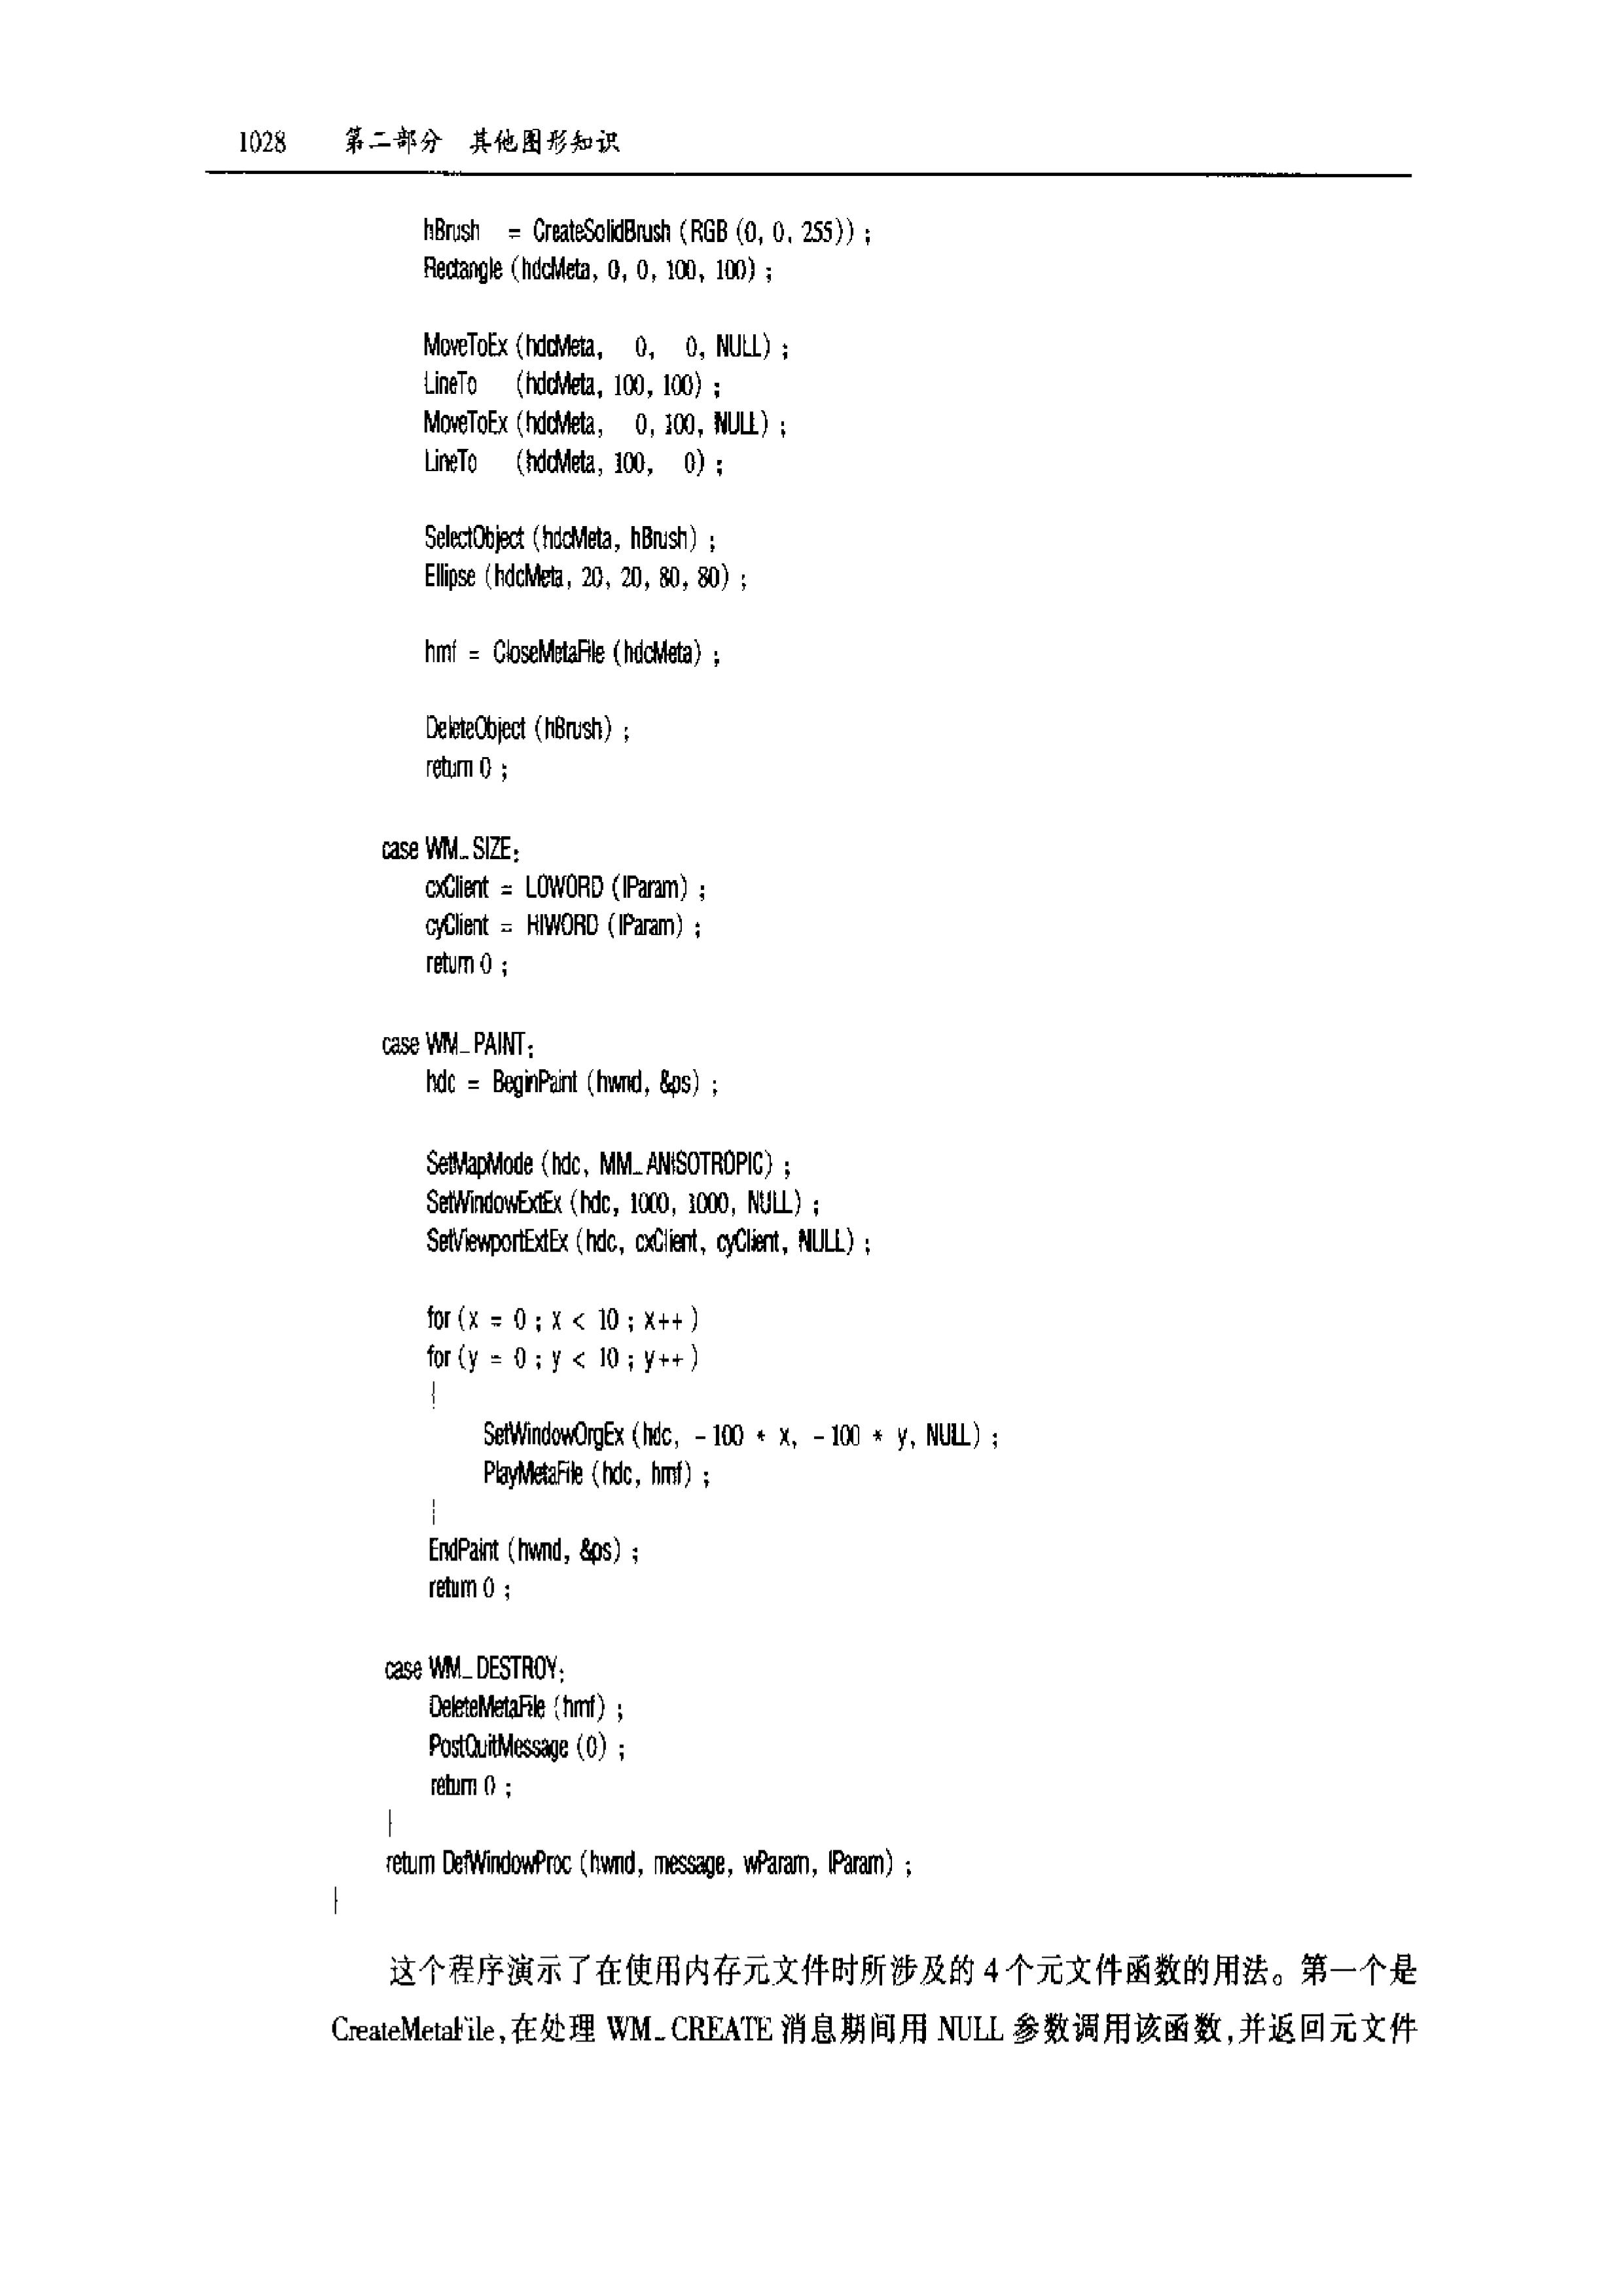 1028 第二部分 其他图形知识
hBrush = CreateSolidBrush (RGB (0, 0, 255)) ;
Rectangle (hdcMeta, 0, 0, 100, 100) ;
MoveToEx (hdcMeta, 0, 0, NULL) ;
LineTo (hdcMeta, 100, 100) ;
MoveToEx (hdcMeta, 0, 100, NULL) ;
LineTo (hdcMeta, 100, 0) ;
SelectObject (hdcMeta, hBrush) ;
Ellipse (hdcMeta, 20, 20, 80, 80) ;
hmf = CloseMetaFile (hdcMeta) ;
DeleteObject (hBrush) ;
return 0 ;
case WM_SIZE:
cxClient = LOWORD (lParam) ;
cyClient = HIWORD (lParam) ;
return 0 ;
case WM_PAINT:
hdc = BeginPaint (hwnd, &ps) ;
SetMapMode (hdc, MM_ANISOTROPIC) ;
SetWindowExtEx (hdc, 1000, 1000, NULL) ;
SetViewportExtEx (hdc, cxClient, cyClient, NULL) ;
for (x = 0 ; x < 10 ; x++ )
for (y = 0 ; y < 10 ; y++ )
{
SetWindowOrgEx (hdc, -100 * x, -100 * y, NULL) ;
PlayMetaFile (hdc, hmf) ;
}
EndPaint (hwnd, &ps) ;
return 0 ;
case WM_DESTROY:
DeleteMetaFile (hmf) ;
PostQuitMessage (0) ;
return 0 ;
}
return DefWindowProc (hwnd, message, wParam, lParam) ;
}
这个程序演示了在使用内存元文件时所涉及的 4 个元文件函数的用法。第一个是
CreateMetaFile,在处理 WM_CREATE 消息期间用 NULL 参数调用该函数,并返回元文件